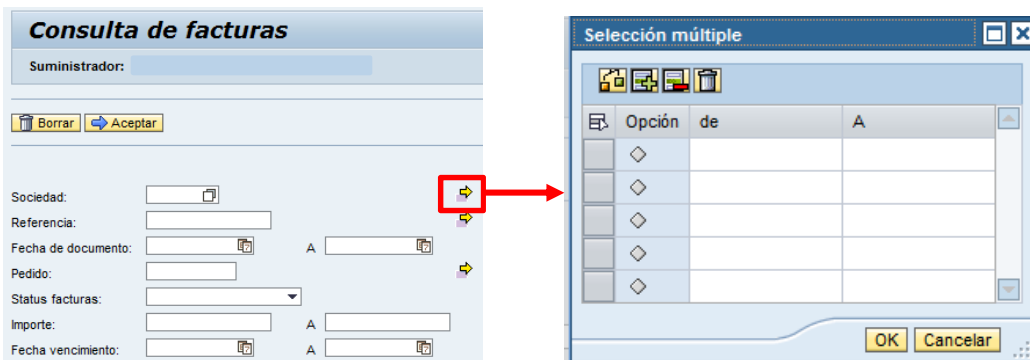 Consulta de facturas
Suministrador:
Borrar Aceptar
Sociedad:
Referencia:
Fecha de documento: A
Pedido:
Status facturas:
Importe: A
Fecha vencimiento: A
Selección múltiple
Opción de A
OK Cancelar